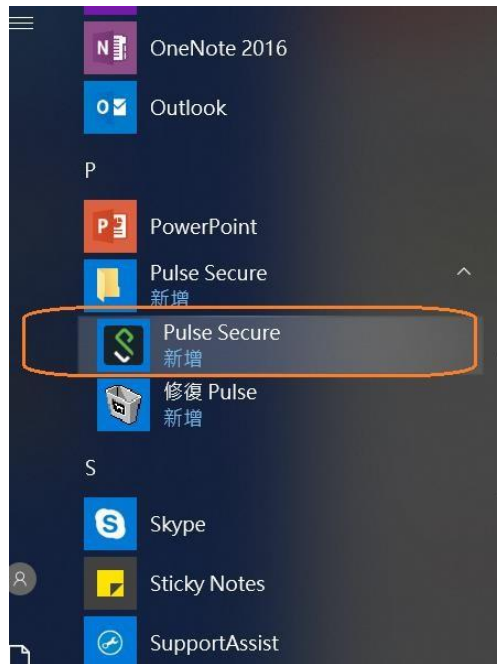 OneNote 2016
Outlook
P
PowerPoint
Pulse Secure
新增
Pulse Secure
新增
修復 Pulse
新增
S
Skype
Sticky Notes
SupportAssist